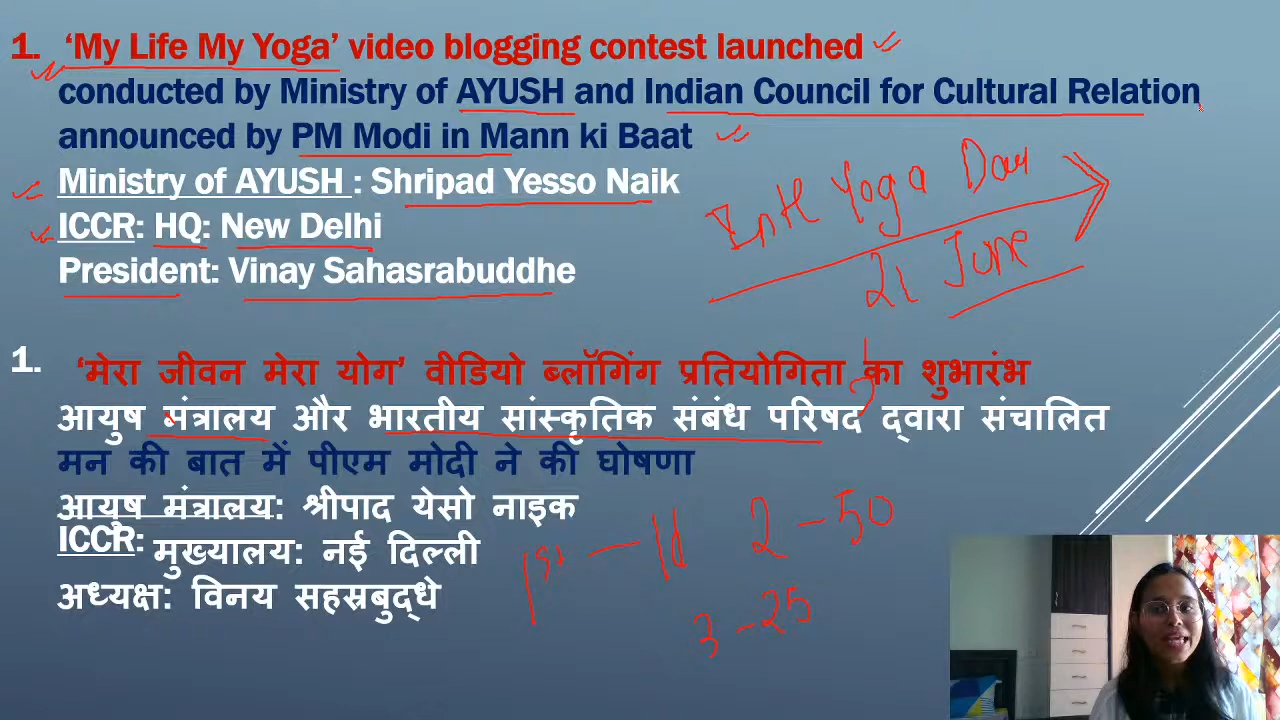 1. ‘My Life My Yoga’ video blogging contest launched
conducted by Ministry of AYUSH and Indian Council for Cultural Relation
announced by PM Modi in Mann ki Baat
Ministry of AYUSH : Shripad Yesso Naik
ICCR: HQ: New Delhi
President: Vinay Sahasrabuddhe
Intl Yoga Day
21 June
1. ‘मेरा जीवन मेरा योग’ वीडियो ब्लॉगिंग प्रतियोगिता का शुभारंभ
आयुष मंत्रालय और भारतीय सांस्कृतिक संबंध परिषद द्वारा संचालित
मन की बात में पीएम मोदी ने की घोषणा
आयुष मंत्रालय: श्रीपाद येसो नाइक
ICCR: मुख्यालय: नई दिल्ली
अध्यक्ष: विनय सहस्रबुद्धे
1st – 1l
2 – 50
3 – 25